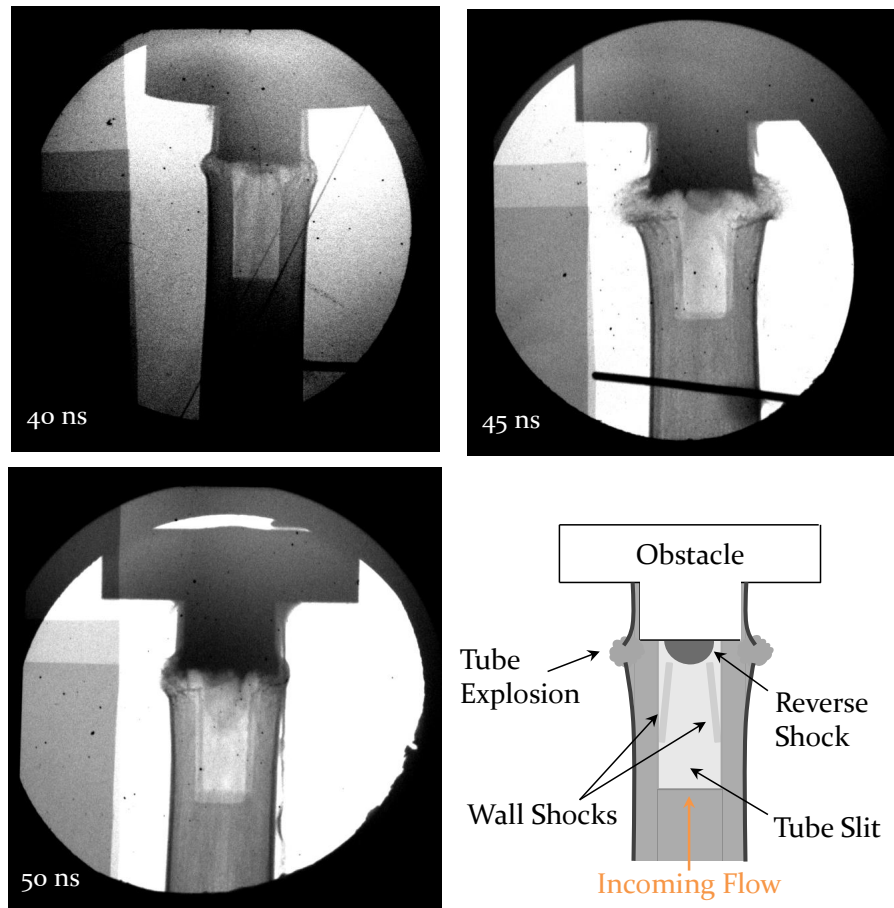 40 ns
45 ns
50 ns
Obstacle
Tube
Explosion
Reverse
Shock
Wall Shocks
Tube Slit
Incoming Flow